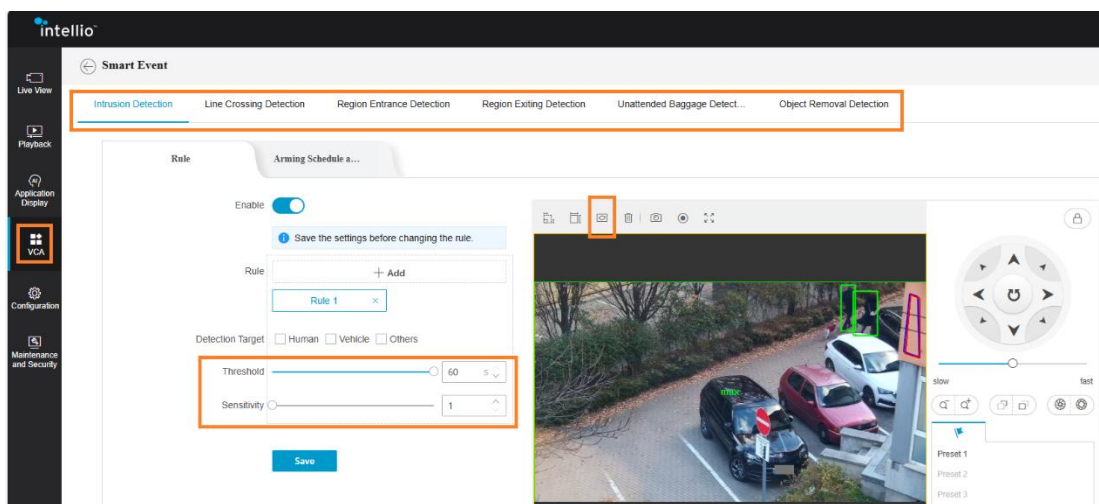 intellio
Smart Event
Live View
Intrusion Detection
Line Crossing Detection
Region Entrance Detection
Region Exiting Detection
Unattended Baggage Detect...
Object Removal Detection
Playback
Application
Display
VCA
Configuration
Maintenance
and Security
Rule
Arming Schedule a...
Enable
Save the settings before changing the rule.
Rule
+ Add
Rule 1 ×
Detection Target
Human
Vehicle
Others
Threshold
60 s
Sensitivity
1
Save
slow
fast
Preset 1
Preset 2
Preset 3